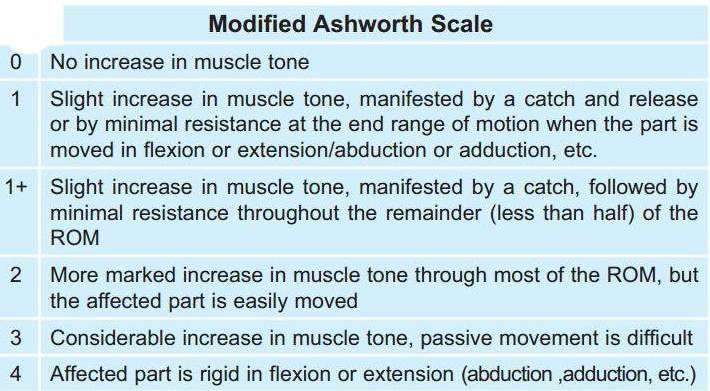 Modified Ashworth Scale
0 No increase in muscle tone
1 Slight increase in muscle tone, manifested by a catch and release
or by minimal resistance at the end range of motion when the part is
moved in flexion or extension/abduction or adduction, etc.
1+ Slight increase in muscle tone, manifested by a catch, followed by
minimal resistance throughout the remainder (less than half) of the
ROM
2 More marked increase in muscle tone through most of the ROM, but
the affected part is easily moved
3 Considerable increase in muscle tone, passive movement is difficult
4 Affected part is rigid in flexion or extension (abduction ,adduction, etc.)